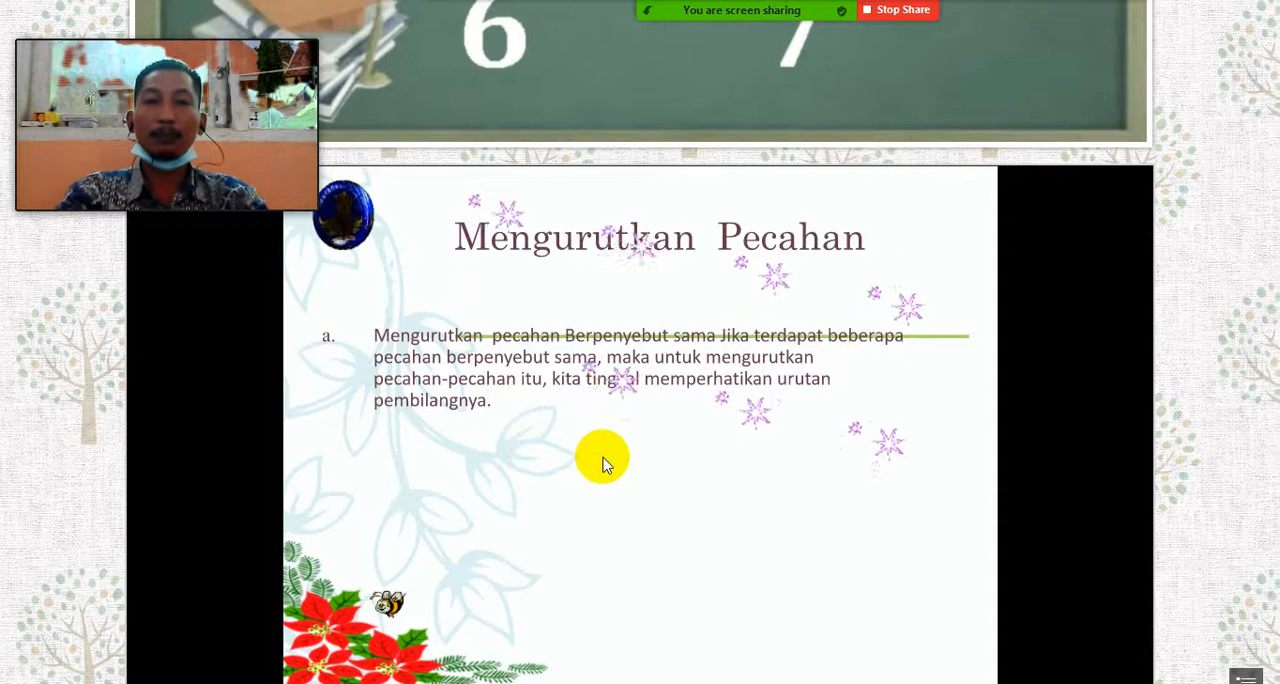 6 7
You are screen sharing
Stop Share
Mengurutkan Pecahan
a. Mengurutkan pecahan Berpenyebut sama Jika terdapat beberapa
pecahan berpenyebut sama, maka untuk mengurutkan
pecahan-pecahan itu, kita tinggal memperhatikan urutan
pembilangnya.